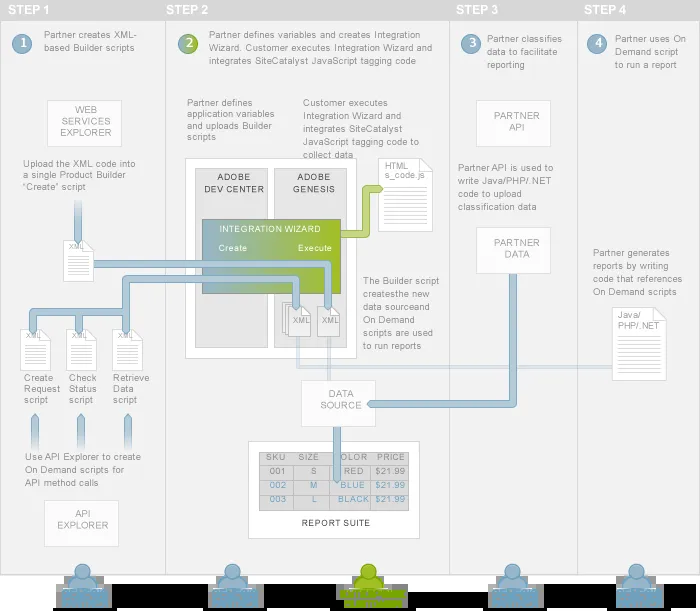 STEP 1
STEP 2
STEP 3
STEP 4
1
Partner creates XML-
based Builder scripts
2
Partner defines variables and creates Integration
Wizard. Customer executes Integration Wizard and
integrates SiteCatalyst JavaScript tagging code
3
Partner classifies
data to facilitate
reporting
4
Partner uses On
Demand script
to run a report
WEB
SERVICES
EXPLORER
Upload the XML code into
a single Product Builder
“Create” script
XML
XML
XML
XML
Create
Request
script
Check
Status
script
Retrieve
Data
script
Use API Explorer to create
On Demand scripts for
API method calls
API
EXPLORER
Partner defines
application variables
and uploads Builder
scripts
Customer executes
Integration Wizard and
integrates SiteCatalyst
JavaScript tagging code to
collect data
ADOBE
DEV CENTER
ADOBE
GENESIS
INTEGRATION WIZARD
Create
Execute
HTML
s_code.js
XML
XML
The Builder script
createsthe new
data sourceand
On Demand
scripts are used
to run reports
DATA
SOURCE
SKU SIZE OLOR PRICE
001 S RED $21.99
002 M BLUE $21.99
003 L BLACK $21.99
REPORT SUITE
PARTNER
API
Partner API is used to
write Java/PHP/.NET
code to upload
classification data
PARTNER
DATA
Partner generates
reports by writing
code that references
On Demand scripts
Java/
PHP/.NET